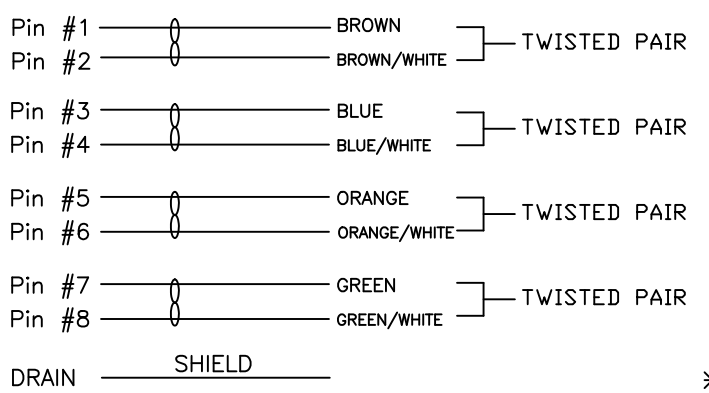 Pin #1 BROWN
TWISTED PAIR
Pin #2 BROWN/WHITE
Pin #3 BLUE
TWISTED PAIR
Pin #4 BLUE/WHITE
Pin #5 ORANGE
TWISTED PAIR
Pin #6 ORANGE/WHITE
Pin #7 GREEN
TWISTED PAIR
Pin #8 GREEN/WHITE
SHIELD
DRAIN